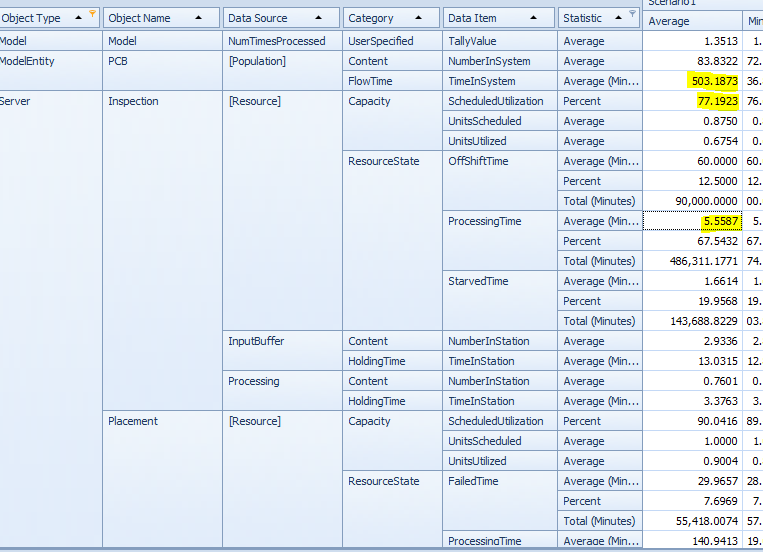 Scenario1
Object Type Object Name Data Source Category Data Item Statistic Average Min
Model Model NumTimesProcessed UserSpecified TallyValue Average 1.3513 1.
ModelEntity PCB [Population] Content NumberInSystem Average 83.8322 72.
FlowTime TimeInSystem Average (Min... 503.1873 36.
Server Inspection [Resource] Capacity ScheduledUtilization Percent 77.1923 76.
UnitsScheduled Average 0.8750 0.
UnitsUtilized Average 0.6754 0.
ResourceState OffShiftTime Average (Min... 60.0000 60.
Percent 12.5000 12.
Total (Minutes) 90,000.0000 00.
ProcessingTime Average (Min... 5.5587 5.
Percent 67.5432 67.
Total (Minutes) 486,311.1771 74.
StarvedTime Average (Min... 1.6614 1.
Percent 19.9568 19.
Total (Minutes) 143,688.8229 03.
InputBuffer Content NumberInStation Average 2.9336 2.
HoldingTime TimeInStation Average (Min... 13.0315 12.
Processing Content NumberInStation Average 0.7601 0.
HoldingTime TimeInStation Average (Min... 3.3763 3.
Placement [Resource] Capacity ScheduledUtilization Percent 90.0416 89.
UnitsScheduled Average 1.0000 1.
UnitsUtilized Average 0.9004 0.
ResourceState FailedTime Average (Min... 29.9657 28.
Percent 7.6969 7.
Total (Minutes) 55,418.0074 57.
ProcessingTime Average (Min... 140.9413 19.